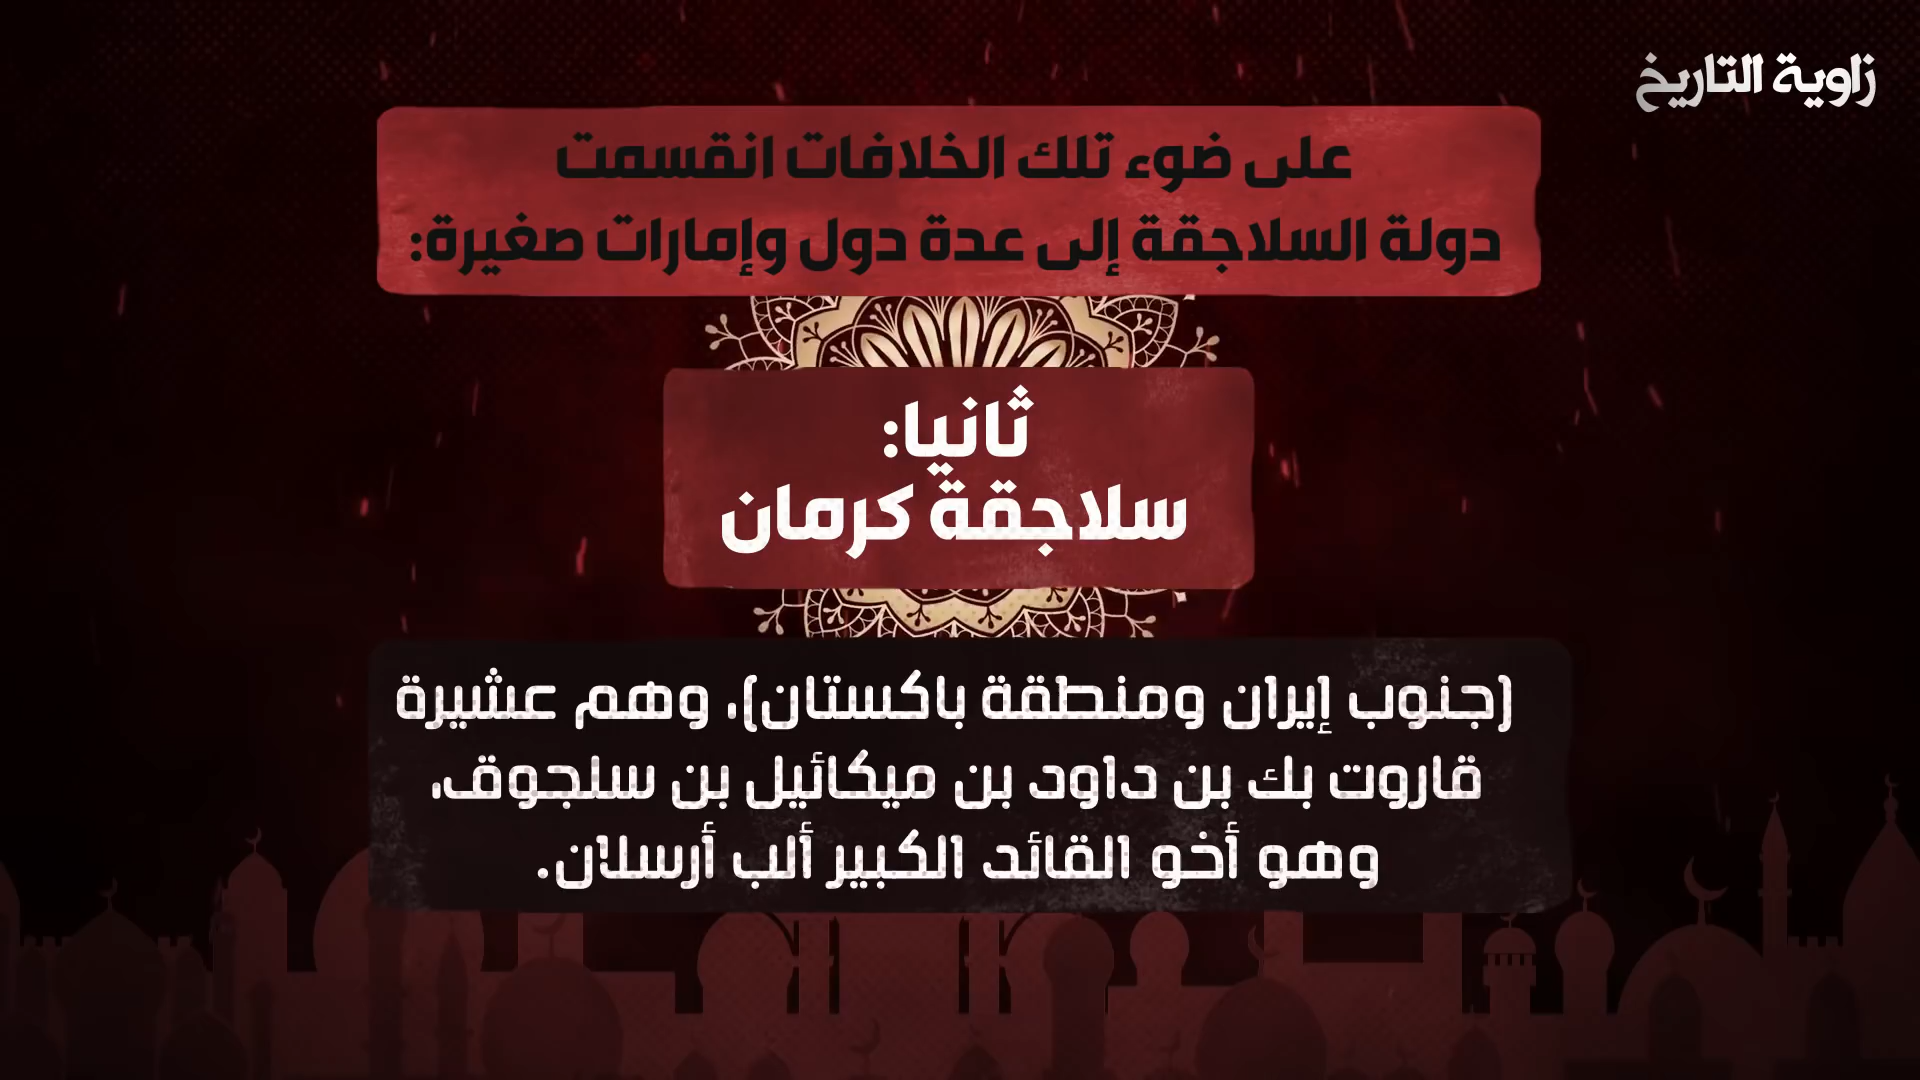 زاوية التاريخ
على ضوء تلك الخلافات انقسمت
دولة السلاجقة إلى عدة دول وإمارات صغيرة:
ثانيا:
سلاجقة كرمان
(جنوب إيران ومنطقة باكستان)، وهم عشيرة
قاروت بك بن داود بن ميكائيل بن سلجوق،
وهو أخو القائد الكبير ألب أرسلان.